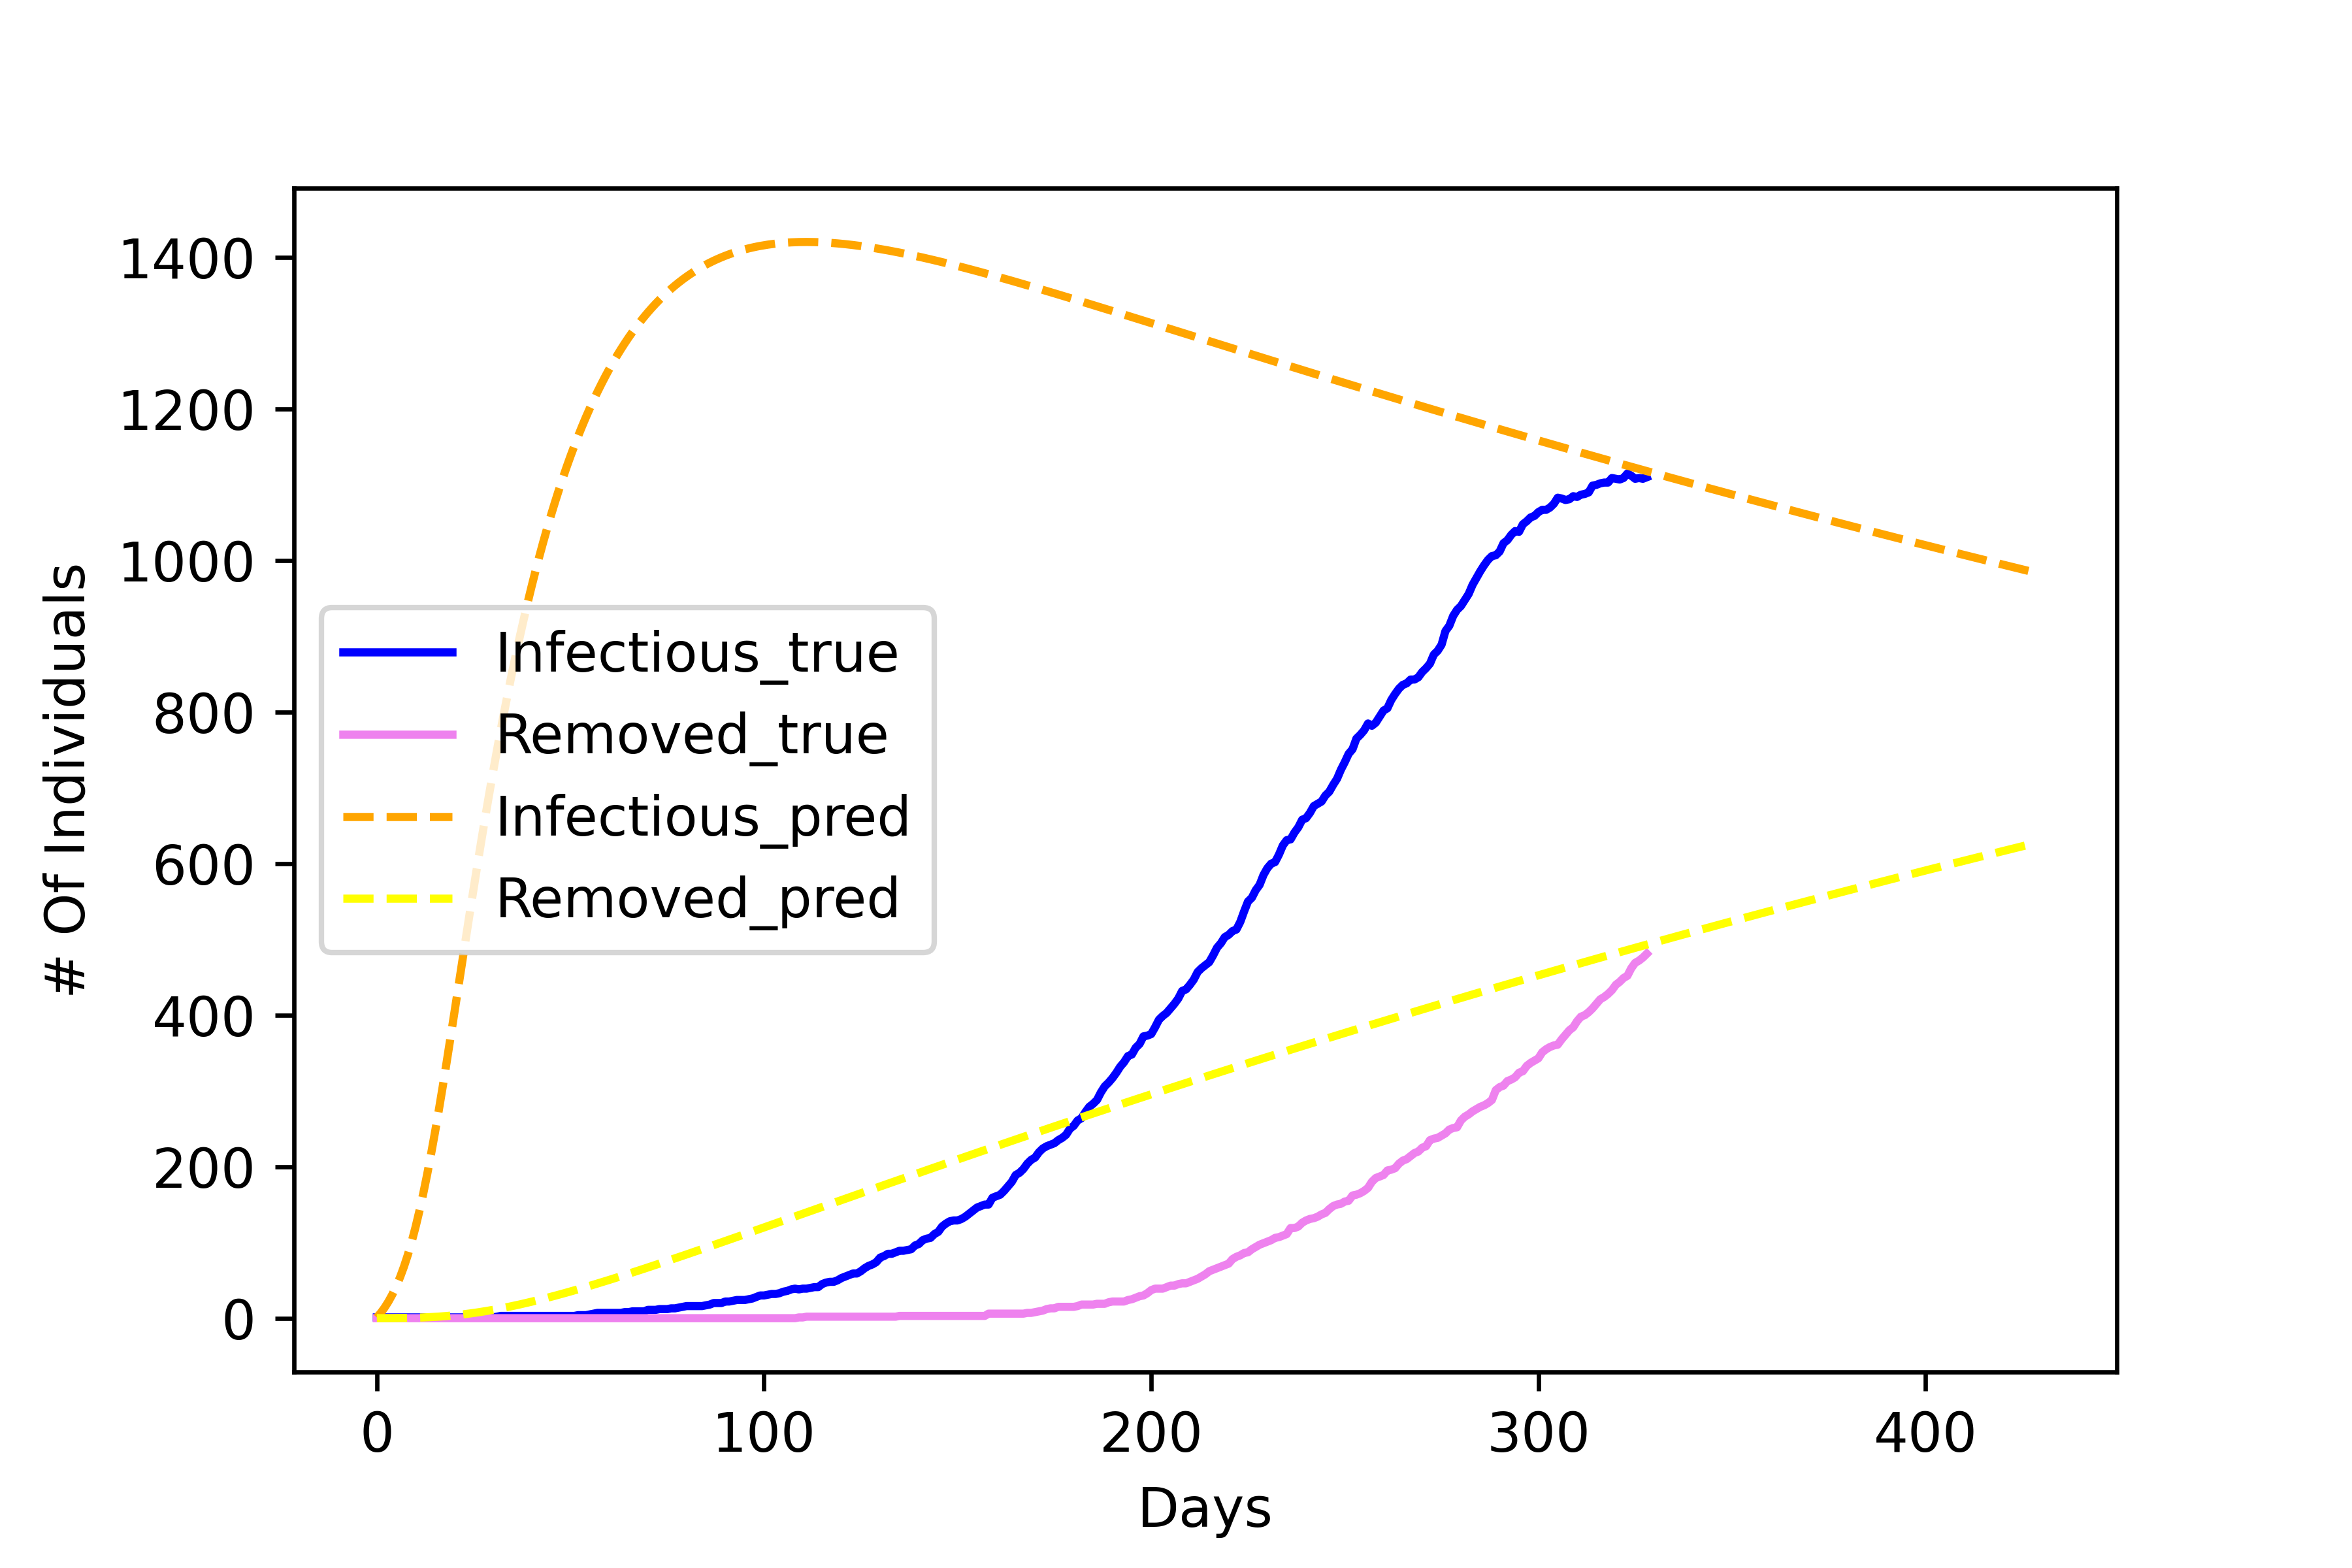 1400
1200
1000
800
600
400
200
0
# Of Individuals
Infectious_true
Removed_true
Infectious_pred
Removed_pred
0 100 200 300 400
Days